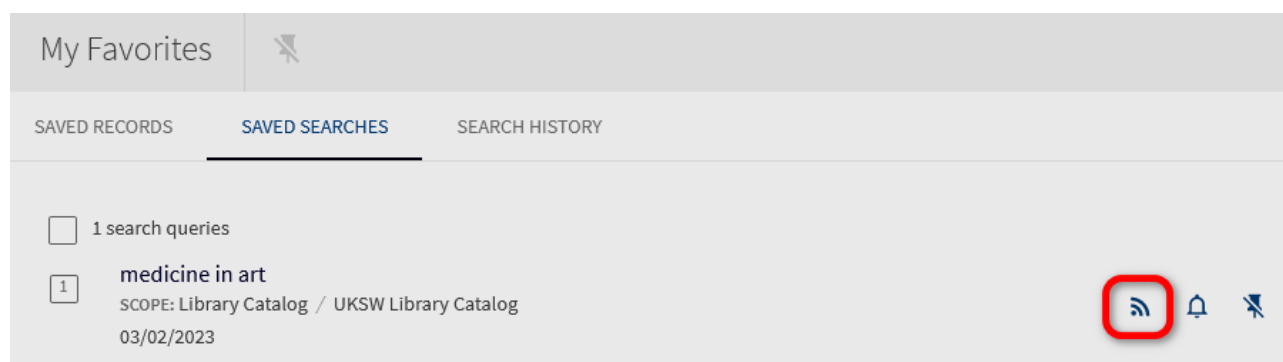 My Favorites
SAVED RECORDS SAVED SEARCHES SEARCH HISTORY
1 search queries
1 medicine in art
SCOPE: Library Catalog / UKSW Library Catalog
03/02/2023